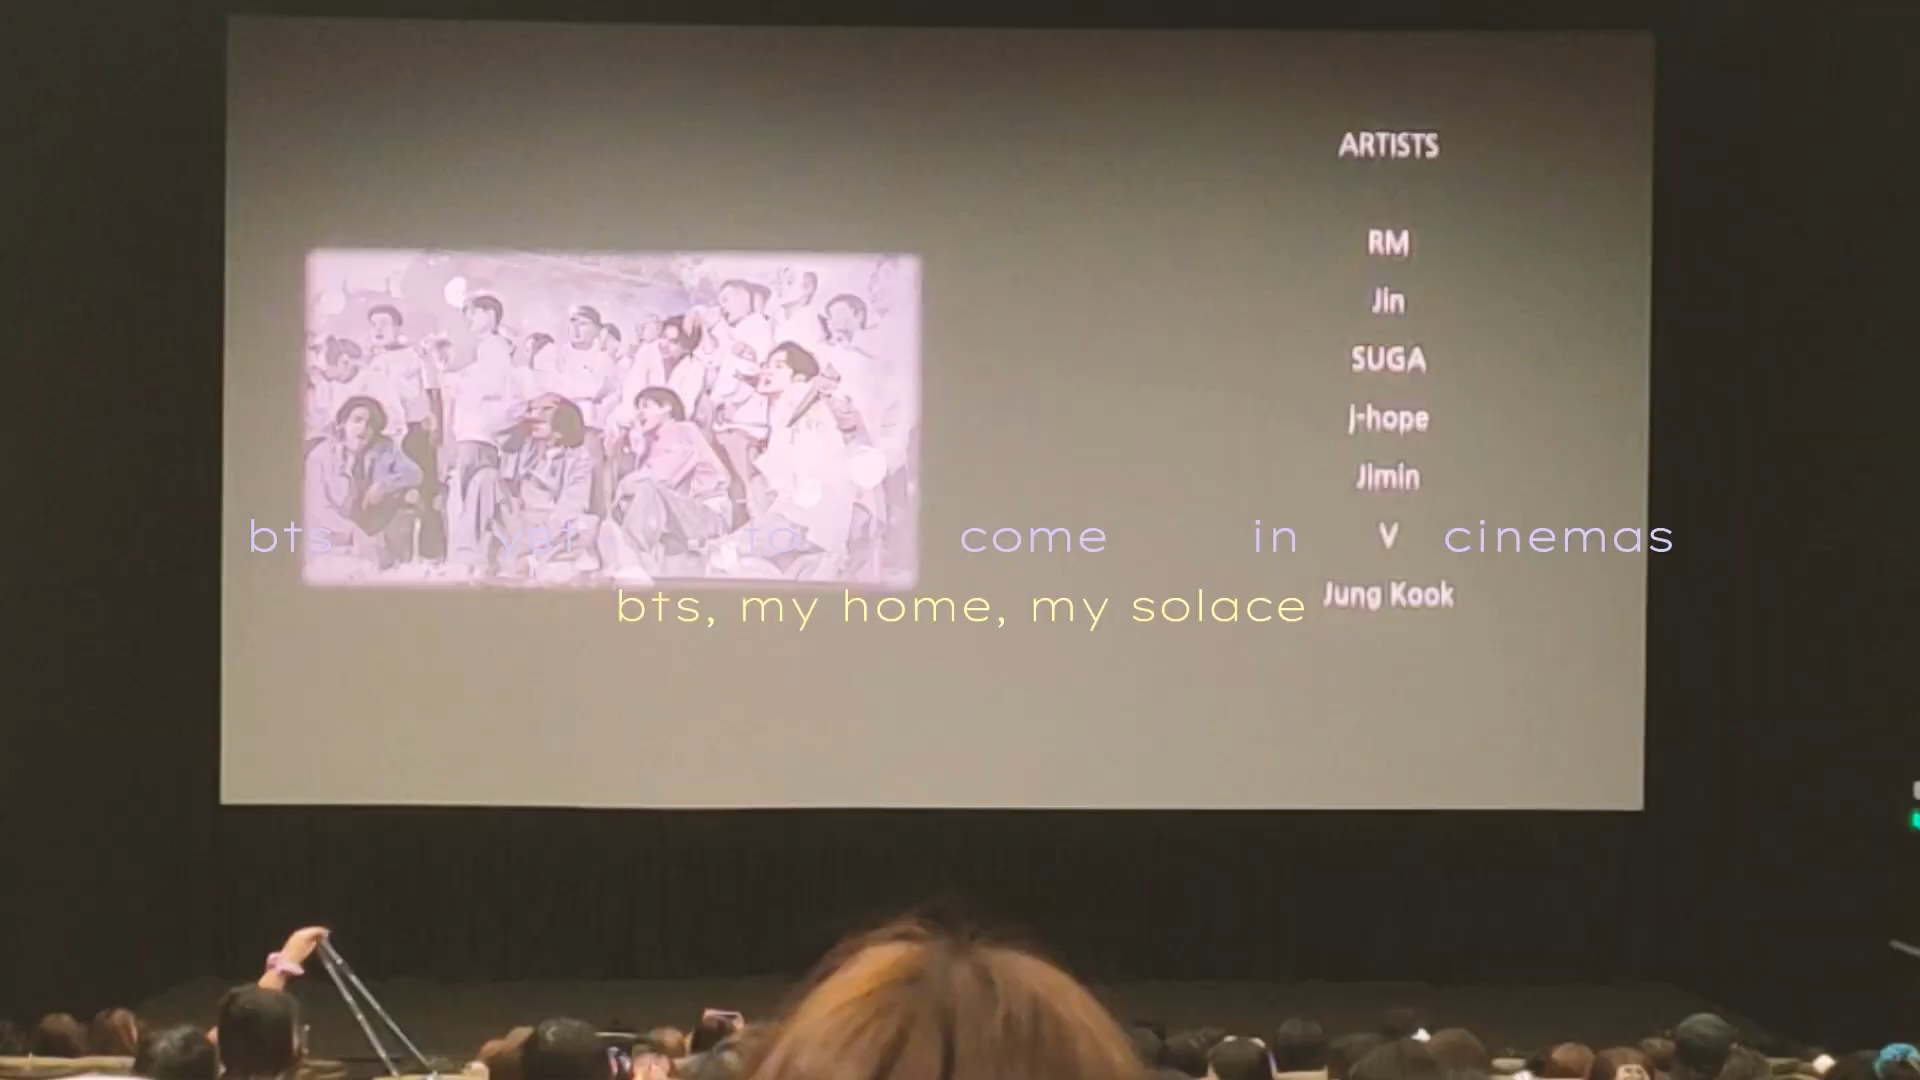 ARTISTS
RM
Jin
SUGA
j-hope
Jimin
V
Jung Kook
bts yet to come in cinemas
bts, my home, my solace